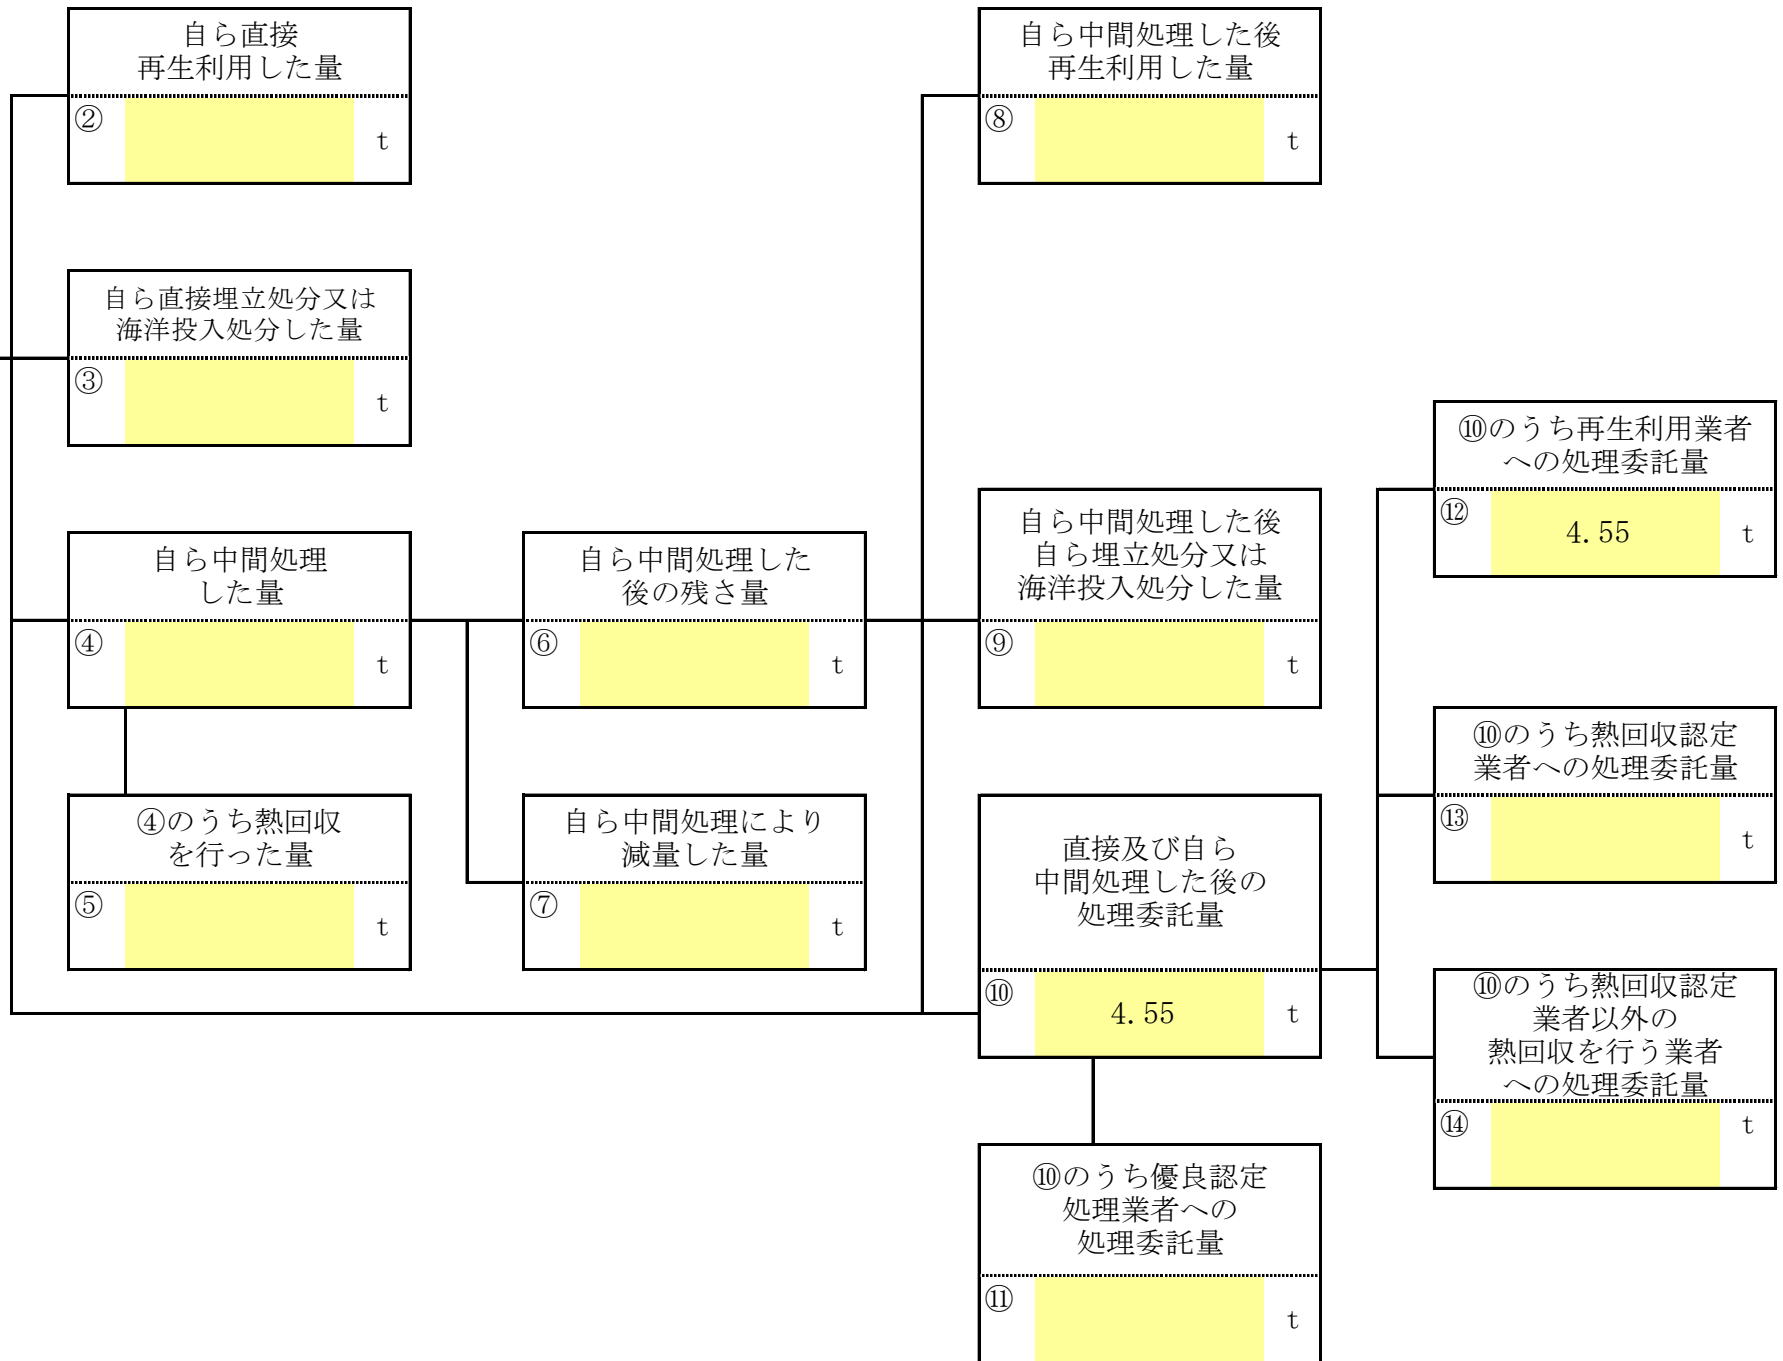 自ら直接
再生利用した量
②
t
自ら中間処理した後
再生利用した量
⑧
t
自ら直接埋立処分又は
海洋投入処分した量
③
t
⑩のうち再生利用業者
への処理委託量
⑫
4.55
t
自ら中間処理した後
自ら埋立処分又は
海洋投入処分した量
⑨
t
自ら中間処理
した量
④
t
自ら中間処理した
後の残さ量
⑥
t
⑩のうち熱回収認定
業者への処理委託量
⑬
t
④のうち熱回収
を行った量
⑤
t
自ら中間処理により
減量した量
⑦
t
直接及び自ら
中間処理した後の
処理委託量
⑩
4.55
t
⑩のうち熱回収認定
業者以外の
熱回収を行う業者
への処理委託量
⑭
t
⑩のうち優良認定
処理業者への
処理委託量
⑪
t